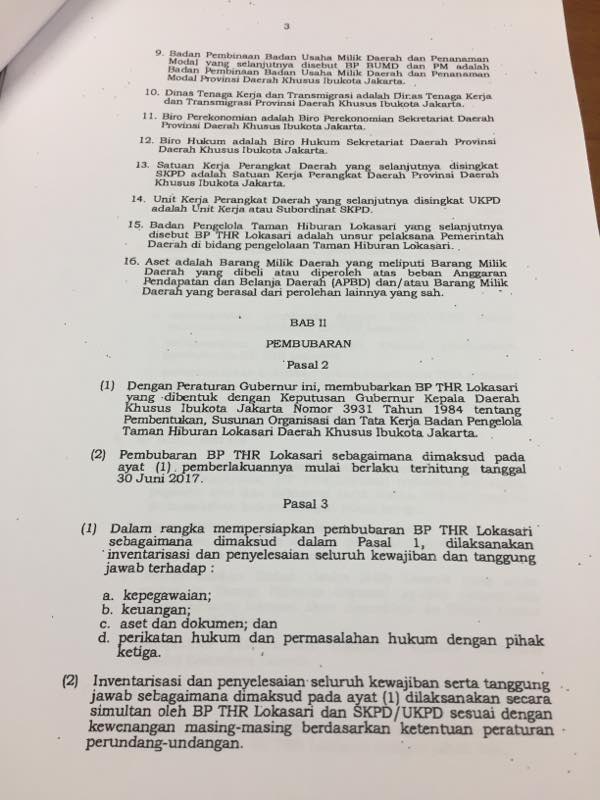 3
9. Badan Pembinaan Badan Usaha Milik Daerah dan Penanaman
Modal yang selanjutnya disebut BP BUMD dan PM adalah
Badan Pembinaan Badan Usaha Milik Daerah dan Penanaman
Modal Provinsi Daerah Khusus Ibukota Jakarta.
10. Dinas Tenaga Kerja dan Transmigrasi adalah Dinas Tenaga Kerja
dan Transmigrasi Provinsi Daerah Khusus Ibukota Jakarta.
11. Biro Perekonomian adalah Biro Perekonomian Sekretariat Daerah
Provinsi Daerah Khusus Ibukota Jakarta.
12. Biro Hukum adalah Biro Hukum Sekretariat Daerah Provinsi
Daerah Khusus Ibukota Jakarta.
13. Satuan Kerja Perangkat Daerah yang selanjutnya disingkat
SKPD adalah Satuan Kerja Perangkat Daerah Provinsi Daerah
Khusus Ibukota Jakarta.
14. Unit Kerja Perangkat Daerah yang selanjutnya disingkat UKPD
adalah Unit Kerja atau Subordinat SKPD.
15. Badan Pengelola Taman Hiburan Lokasari yang selanjutnya
disebut BP THR Lokasari adalah unsur pelaksana Pemerintah
Daerah di bidang pengelolaan Taman Hiburan Lokasari.
16. Aset adalah Barang Milik Daerah yang meliputi Barang Milik
Daerah yang dibeli atau diperoleh atas beban Anggaran
Pendapatan dan Belanja Daerah (APBD) dan/atau Barang Milik
Daerah yang berasal dari perolehan lainnya yang sah.
BAB II
PEMBUBARAN
Pasal 2
(1) Dengan Peraturan Gubernur ini, membubarkan BP THR Lokasari
yang dibentuk dengan Keputusan Gubernur Kepala Daerah
Khusus Ibukota Jakarta Nomor 3931 Tahun 1984 tentang
Pembentukan, Susunan Organisasi dan Tata Kerja Badan Pengelola
Taman Hiburan Lokasari Daerah Khusus Ibukota Jakarta.
(2) Pembubaran BP THR Lokasari sebagaimana dimaksud pada
ayat (1) pemberlakuannya mulai berlaku terhitung tanggal
30 Juni 2017.
Pasal 3
(1) Dalam rangka mempersiapkan pembubaran BP THR Lokasari
sebagaimana dimaksud dalam Pasal 1, dilaksanakan
inventarisasi dan penyelesaian seluruh kewajiban dan tanggung
jawab terhadap :
a. kepegawaian;
b. keuangan;
c. aset dan dokumen; dan
d. perikatan hukum dan permasalahan hukum dengan pihak
ketiga.
(2) Inventarisasi dan penyelesaian seluruh kewajiban serta tanggung
jawab sebagaimana dimaksud pada ayat (1) dilaksanakan secara
simultan oleh BP THR Lokasari dan SKPD/UKPD sesuai dengan
kewenangan masing-masing berdasarkan ketentuan peraturan
perundang-undangan.